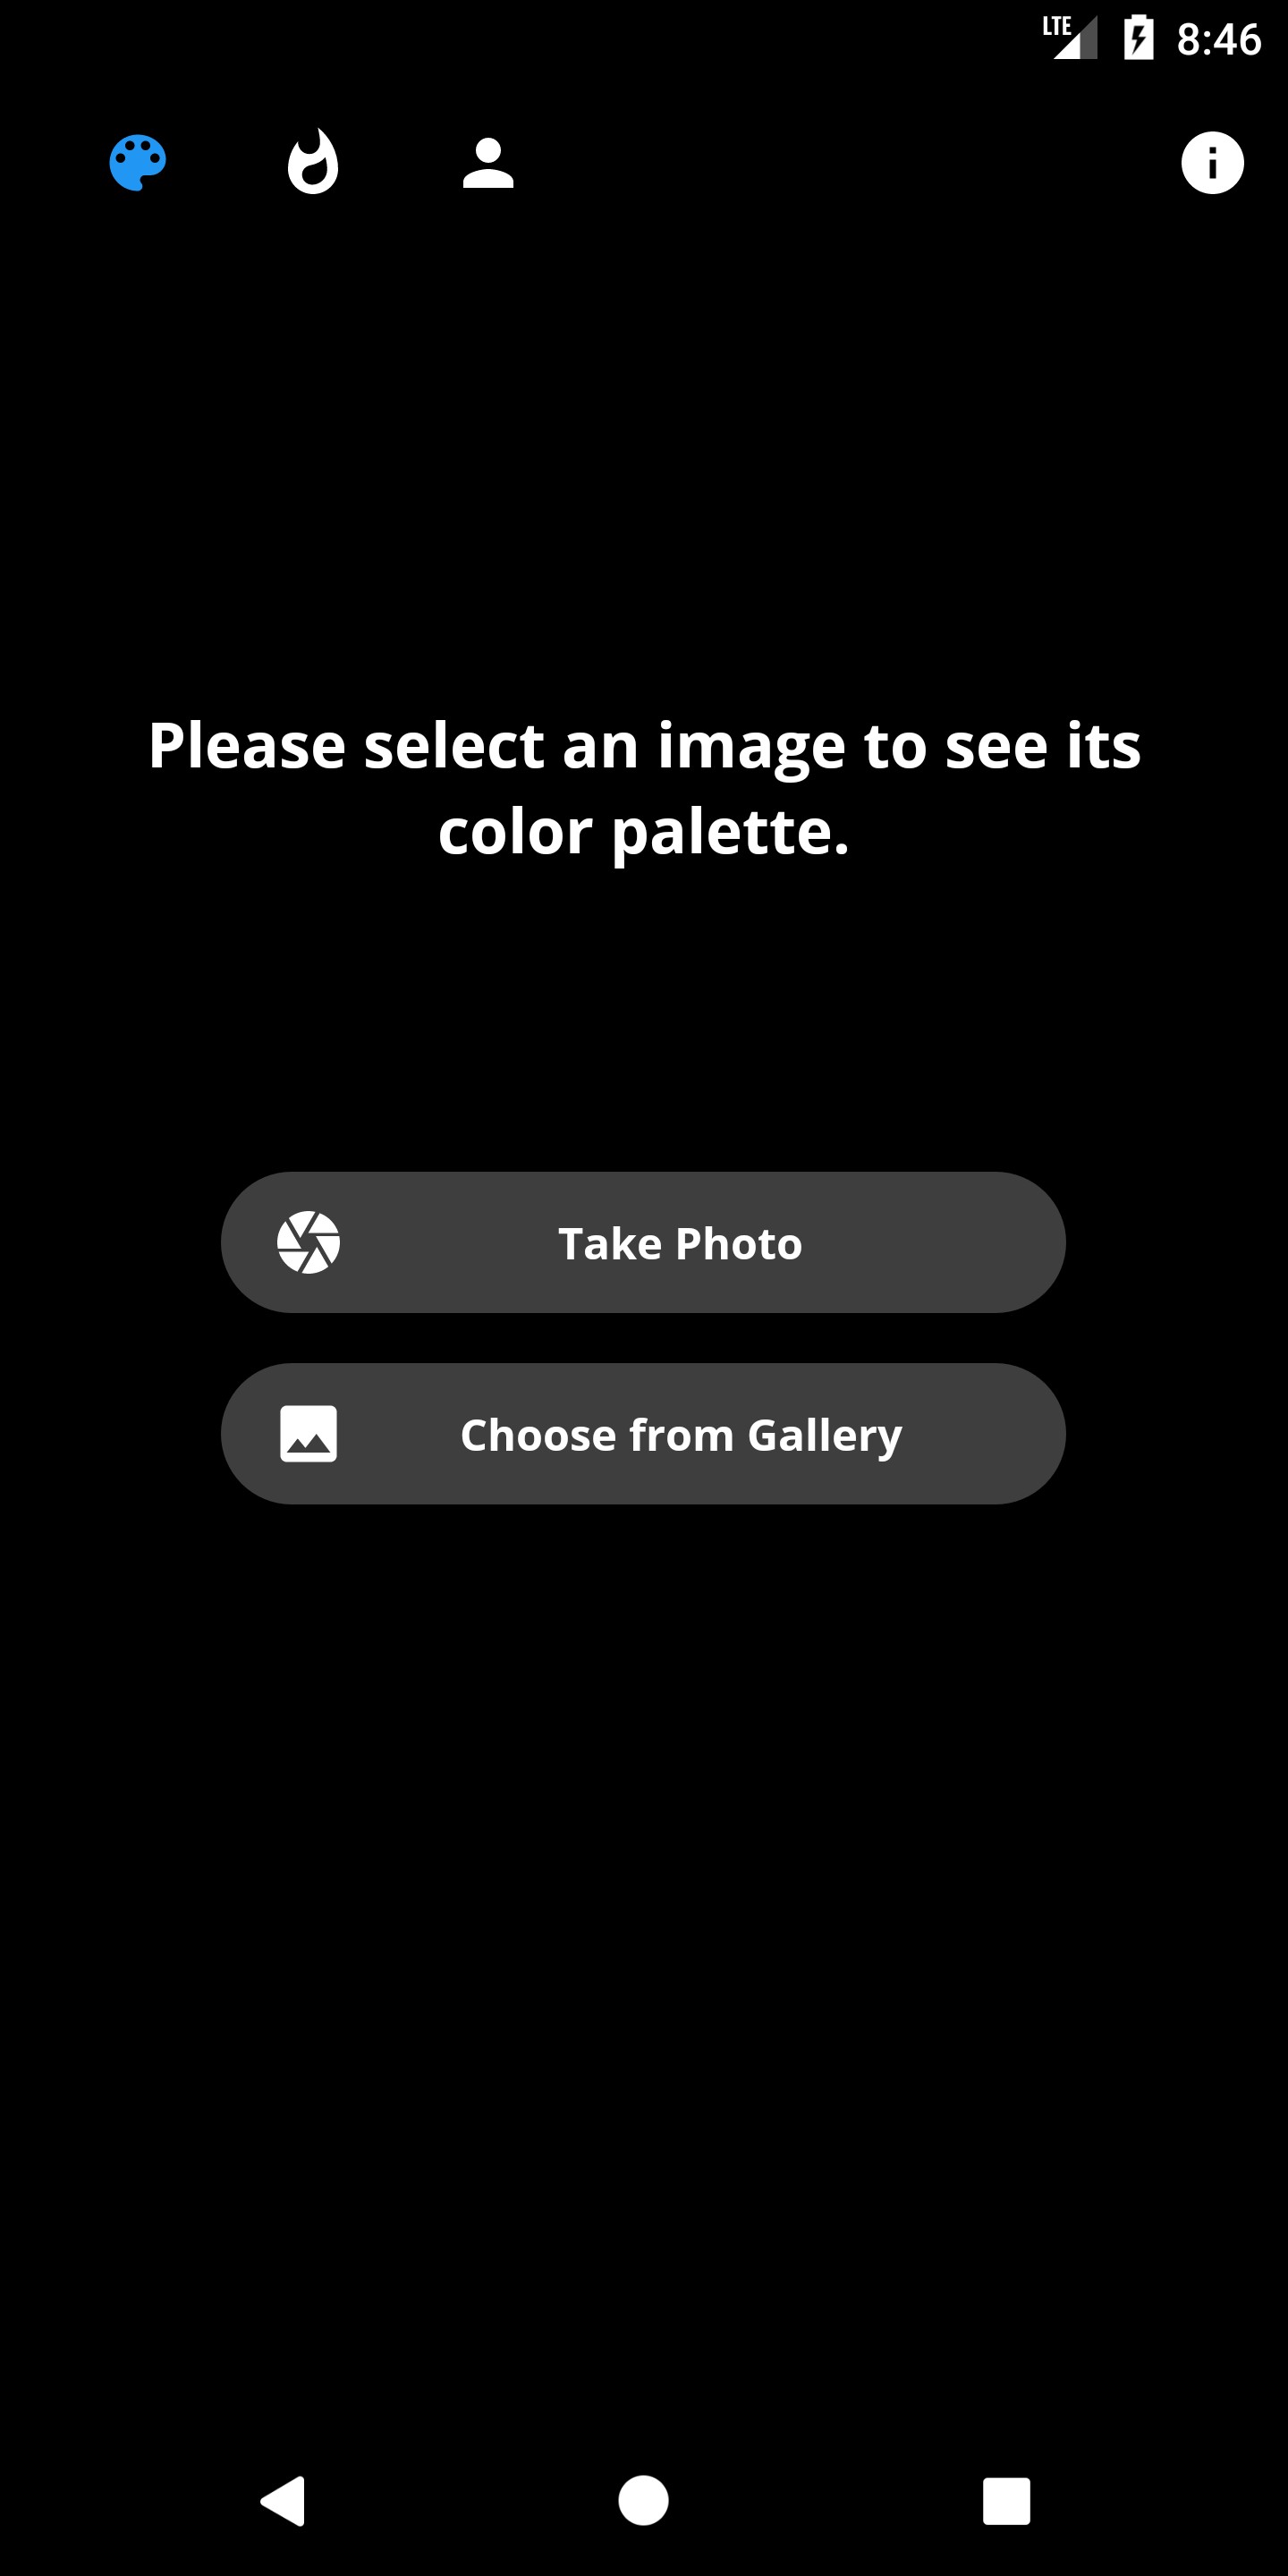 LTE 8:46
Please select an image to see its
color palette.
Take Photo
Choose from Gallery